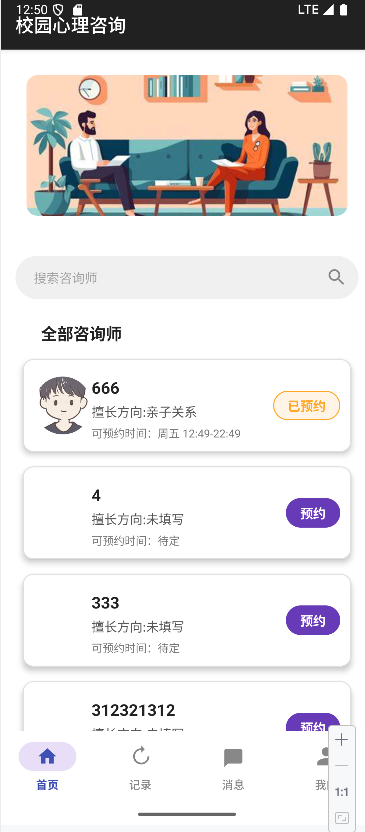 12:50 LTE
校园心理咨询
搜索咨询师
全部咨询师
666
擅长方向:亲子关系
可预约时间：周五 12:49-22:49
已预约
4
擅长方向:未填写
可预约时间：待定
预约
333
擅长方向:未填写
可预约时间：待定
预约
312321312
预约
首页 记录 消息 我
1:1